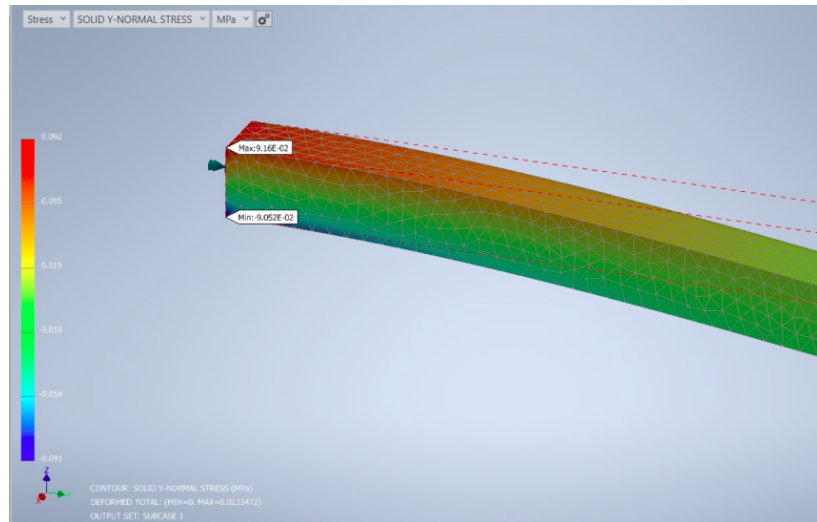 Stress SOLID Y-NORMAL STRESS MPa
Max:9.16E-02
Min:-9.052E-02
0.092
0.055
0.019
-0.018
-0.054
-0.091
Z
X Y
CONTOUR: SOLID Y-NORMAL STRESS (MPa)
DEFORMED TOTAL: (MIN=0, MAX=0.0133472)
OUTPUT SET: SUBCASE 1